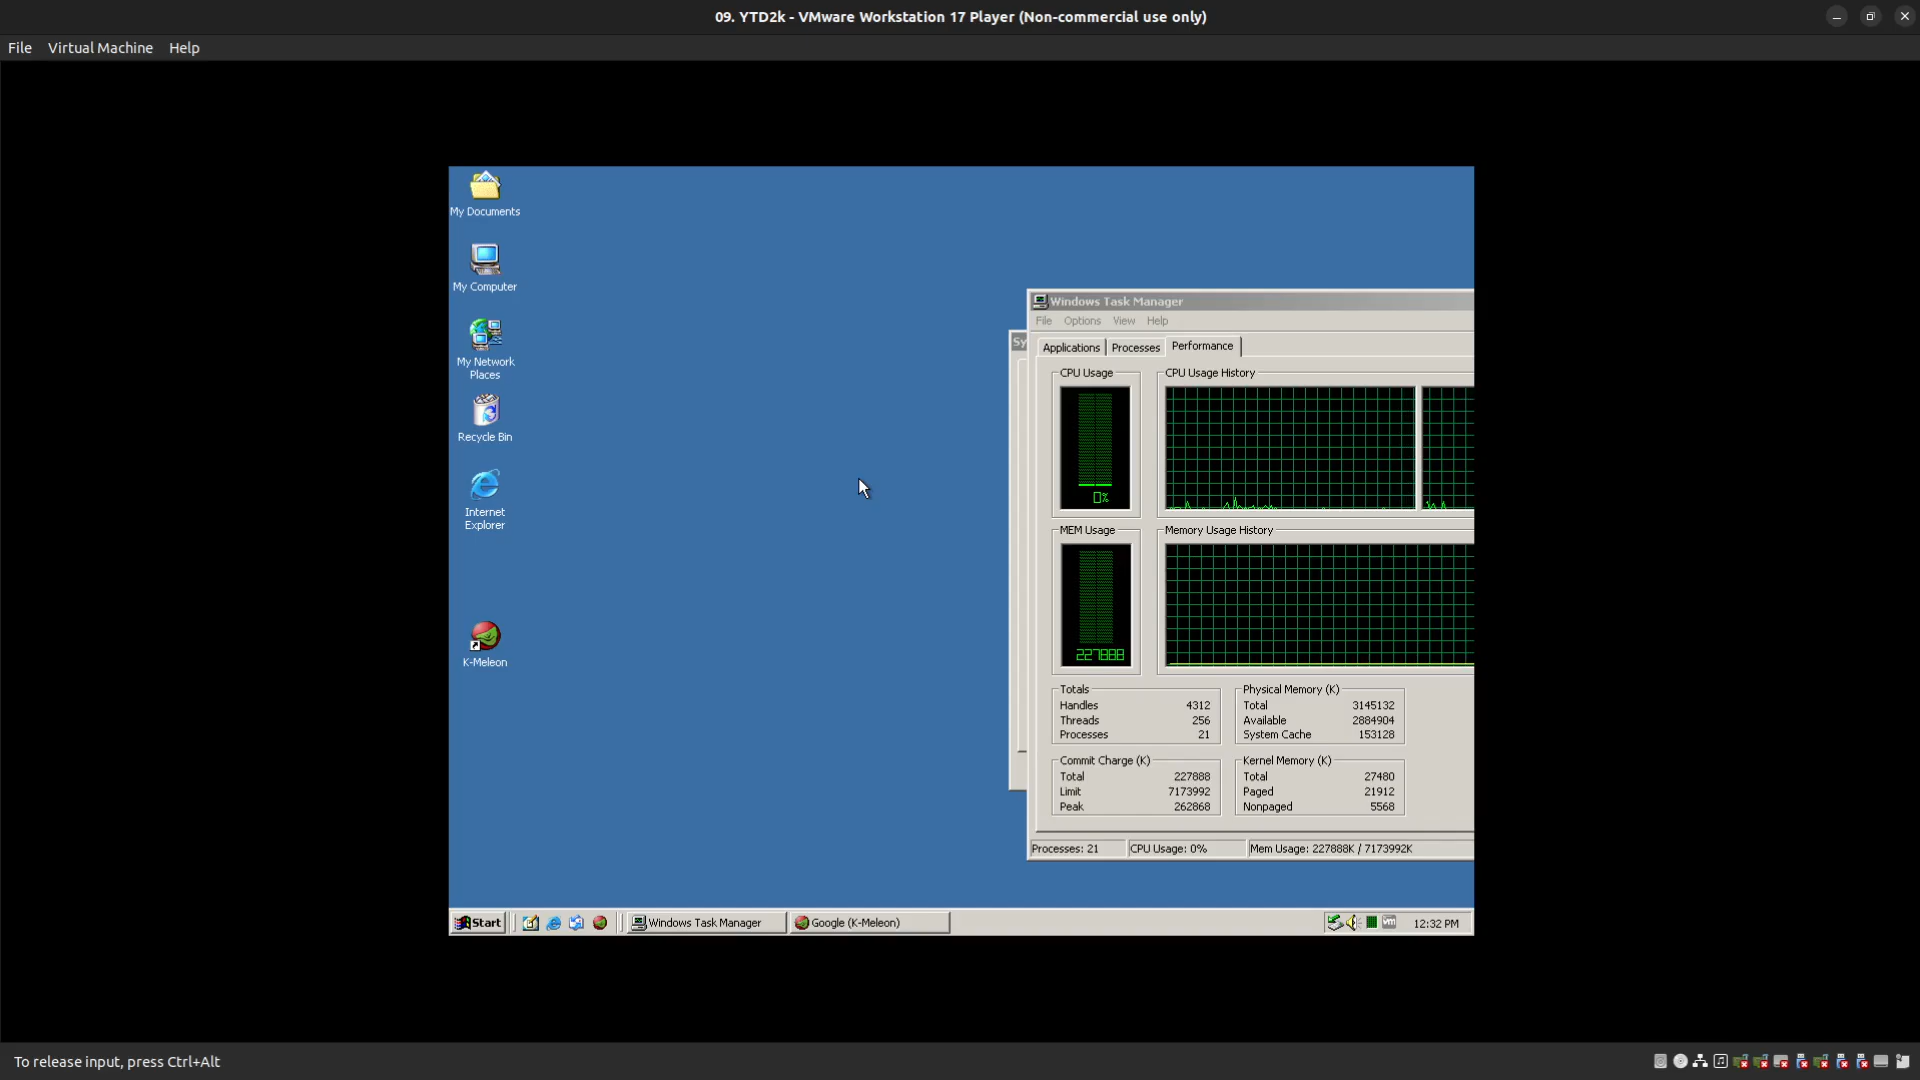 09. YTD2k - VMware Workstation 17 Player (Non-commercial use only)
File Virtual Machine Help
My Documents
My Computer
My Network
Places
Recycle Bin
Internet
Explorer
K-Meleon
Sy
Windows Task Manager
File Options View Help
Applications Processes Performance
CPU Usage CPU Usage History
0%
MEM Usage Memory Usage History
227888
Totals
Handles 4312
Threads 256
Processes 21
Physical Memory (K)
Total 3145132
Available 2884904
System Cache 153128
Commit Charge (K)
Total 227888
Limit 7173992
Peak 262868
Kernel Memory (K)
Total 27480
Paged 21912
Nonpaged 5568
Processes: 21 CPU Usage: 0% Mem Usage: 227888K / 7173992K
Start Windows Task Manager Google (K-Meleon) vm 12:32 PM
To release input, press Ctrl+Alt